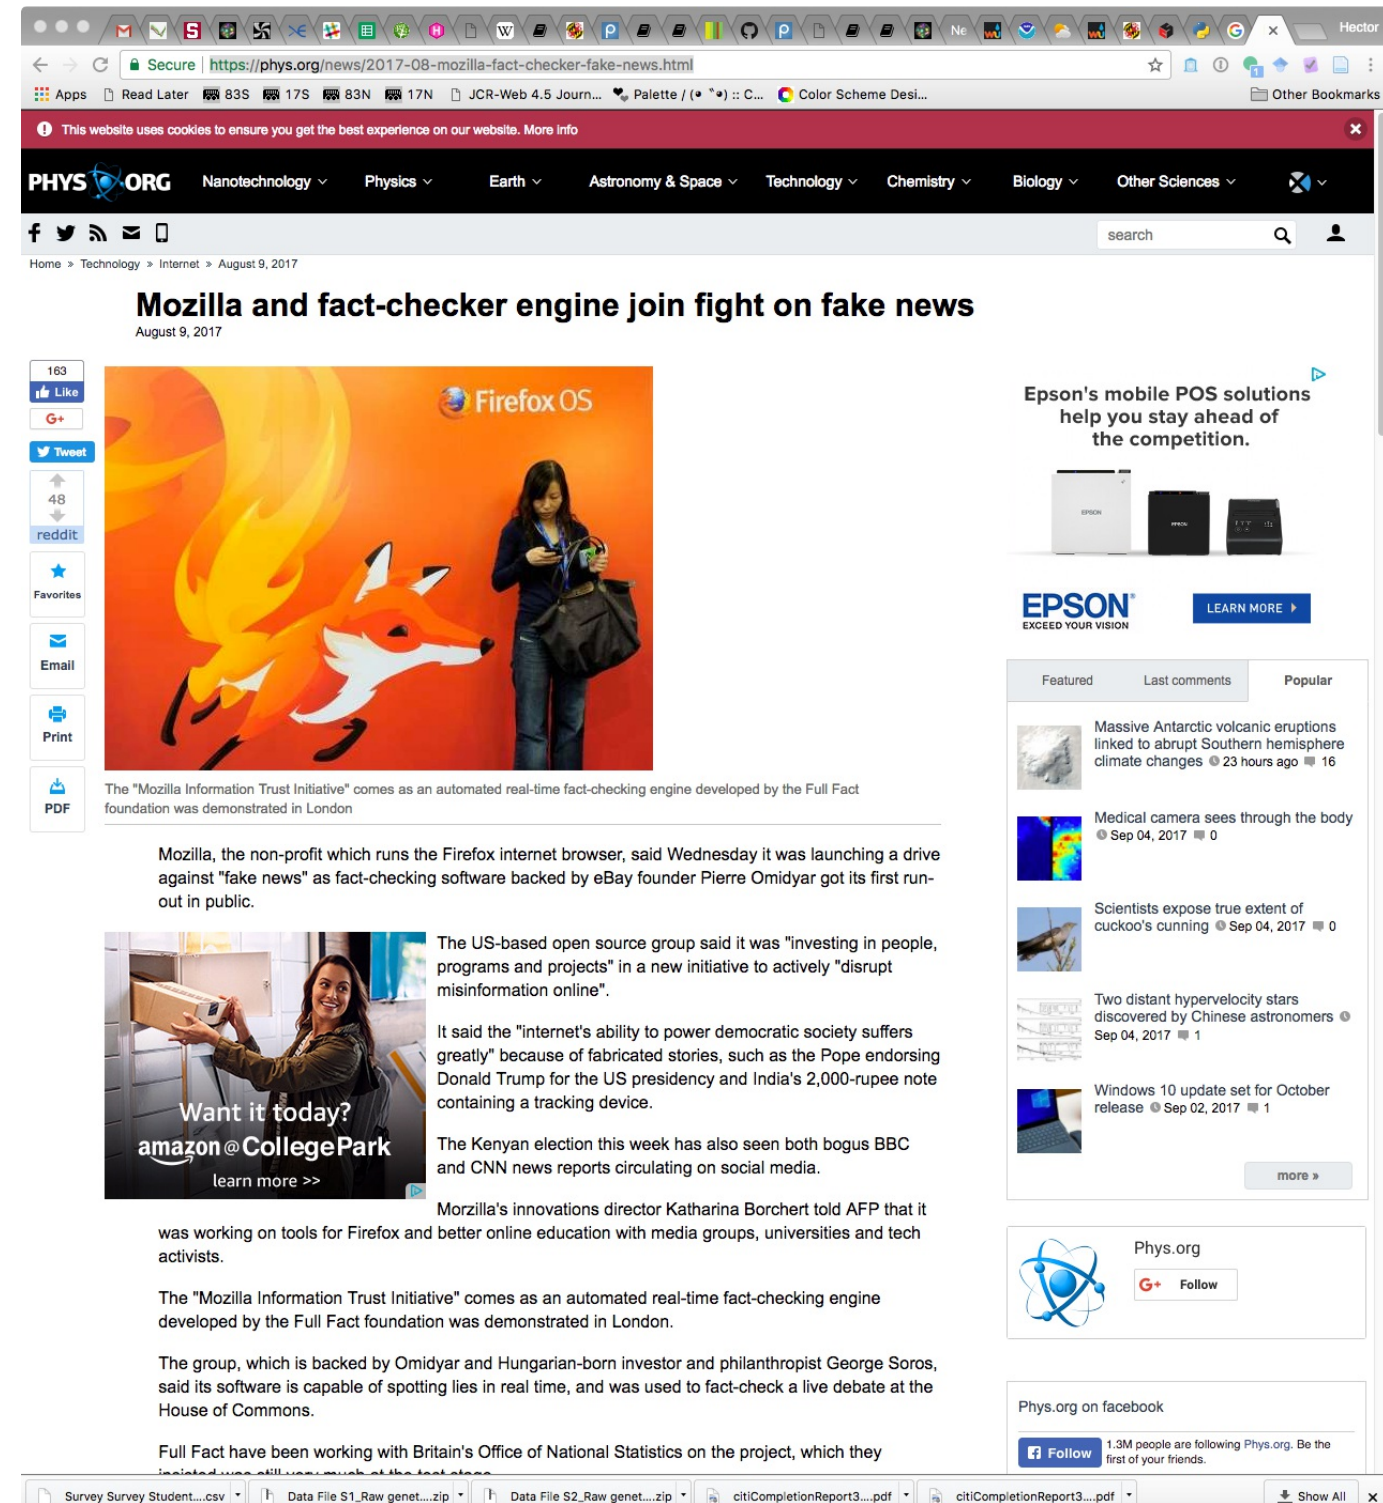 Ne
Hector
Secure https://phys.org/news/2017-08-mozilla-fact-checker-fake-news.html
Apps Read Later 83S 17S 83N 17N JCR-Web 4.5 Journ... Palette / (• ˚•) :: C... Color Scheme Desi... Other Bookmarks
This website uses cookies to ensure you get the best experience on our website. More info
PHYS ORG Nanotechnology Physics Earth Astronomy & Space Technology Chemistry Biology Other Sciences
search
Home » Technology » Internet » August 9, 2017
Mozilla and fact-checker engine join fight on fake news
August 9, 2017
163
Like
G+
Tweet
48
reddit
Favorites
Email
Print
PDF
Firefox OS
The "Mozilla Information Trust Initiative" comes as an automated real-time fact-checking engine developed by the Full Fact
foundation was demonstrated in London
Mozilla, the non-profit which runs the Firefox internet browser, said Wednesday it was launching a drive
against "fake news" as fact-checking software backed by eBay founder Pierre Omidyar got its first run-
out in public.
Want it today?
amazon@CollegePark
learn more >>
The US-based open source group said it was "investing in people,
programs and projects" in a new initiative to actively "disrupt
misinformation online".
It said the "internet's ability to power democratic society suffers
greatly" because of fabricated stories, such as the Pope endorsing
Donald Trump for the US presidency and India's 2,000-rupee note
containing a tracking device.
The Kenyan election this week has also seen both bogus BBC
and CNN news reports circulating on social media.
Morzilla's innovations director Katharina Borchert told AFP that it
was working on tools for Firefox and better online education with media groups, universities and tech
activists.
The "Mozilla Information Trust Initiative" comes as an automated real-time fact-checking engine
developed by the Full Fact foundation was demonstrated in London.
The group, which is backed by Omidyar and Hungarian-born investor and philanthropist George Soros,
said its software is capable of spotting lies in real time, and was used to fact-check a live debate at the
House of Commons.
Full Fact have been working with Britain's Office of National Statistics on the project, which they
insisted was still very much at the test stage.
Epson's mobile POS solutions
help you stay ahead of
the competition.
EPSON
EPSON
EPSON
EXCEED YOUR VISION
LEARN MORE
Featured Last comments Popular
Massive Antarctic volcanic eruptions
linked to abrupt Southern hemisphere
climate changes 23 hours ago 16
Medical camera sees through the body
Sep 04, 2017 0
Scientists expose true extent of
cuckoo's cunning Sep 04, 2017 0
Two distant hypervelocity stars
discovered by Chinese astronomers
Sep 04, 2017 1
Windows 10 update set for October
release Sep 02, 2017 1
more »
Phys.org
G+ Follow
Phys.org on facebook
Follow
1.3M people are following Phys.org. Be the
first of your friends.
Survey Survey Student....csv Data File S1_Raw genet....zip Data File S2_Raw genet....zip citiCompletionReport3....pdf citiCompletionReport3....pdf Show All